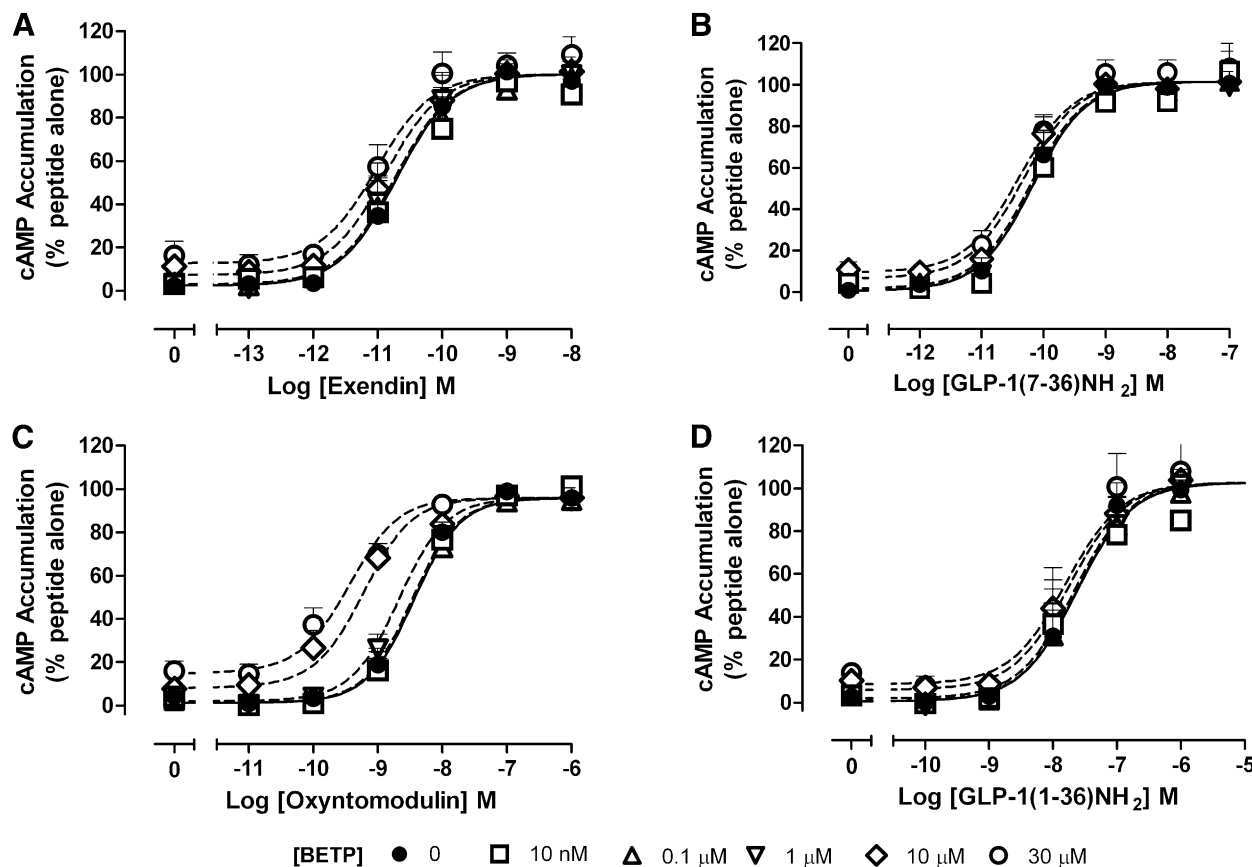 A
cAMP Accumulation
(% peptide alone)
120
100
80
60
40
20
0
0 -13 -12 -11 -10 -9 -8
Log [Exendin] M
B
cAMP Accumulation
(% peptide alone)
120
100
80
60
40
20
0
0 -12 -11 -10 -9 -8 -7
Log [GLP-1(7-36)NH2] M
C
cAMP Accumulation
(% peptide alone)
120
100
80
60
40
20
0
0 -11 -10 -9 -8 -7 -6
Log [Oxyntomodulin] M
D
cAMP Accumulation
(% peptide alone)
120
100
80
60
40
20
0
0 -10 -9 -8 -7 -6 -5
Log [GLP-1(1-36)NH2] M
[BETP] 0 10 nM 0.1 μM 1 μM 10 μM 30 μM